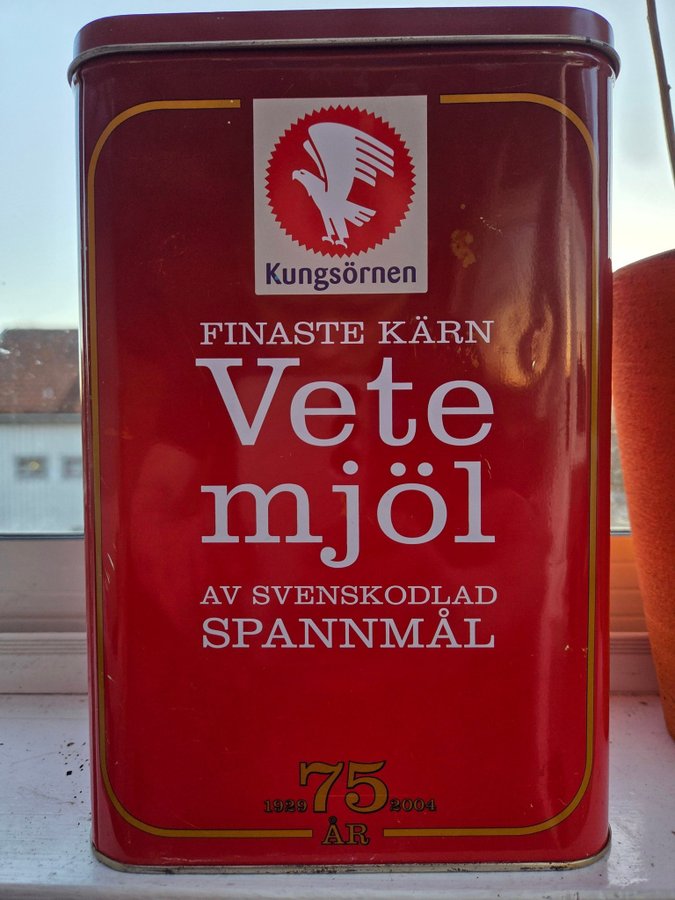 Kungsörnen
FINASTE KÄRN
Vete
mjöl
AV SVENSKODLAD
SPANNMÅL
1929 75 2004
ÅR